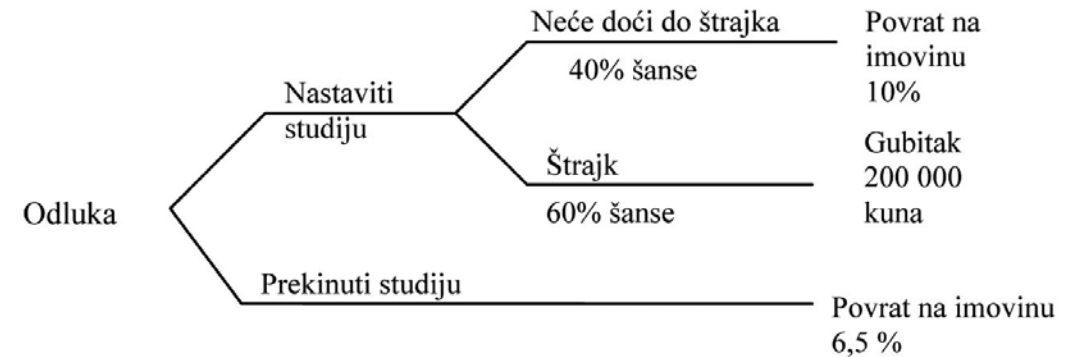 Neće doći do štrajka
40% šanse
Povrat na
imovinu
10%
Nastaviti
studiju
Štrajk
60% šanse
Gubitak
200 000
kuna
Odluka
Prekinuti studiju
Povrat na imovinu
6,5 %